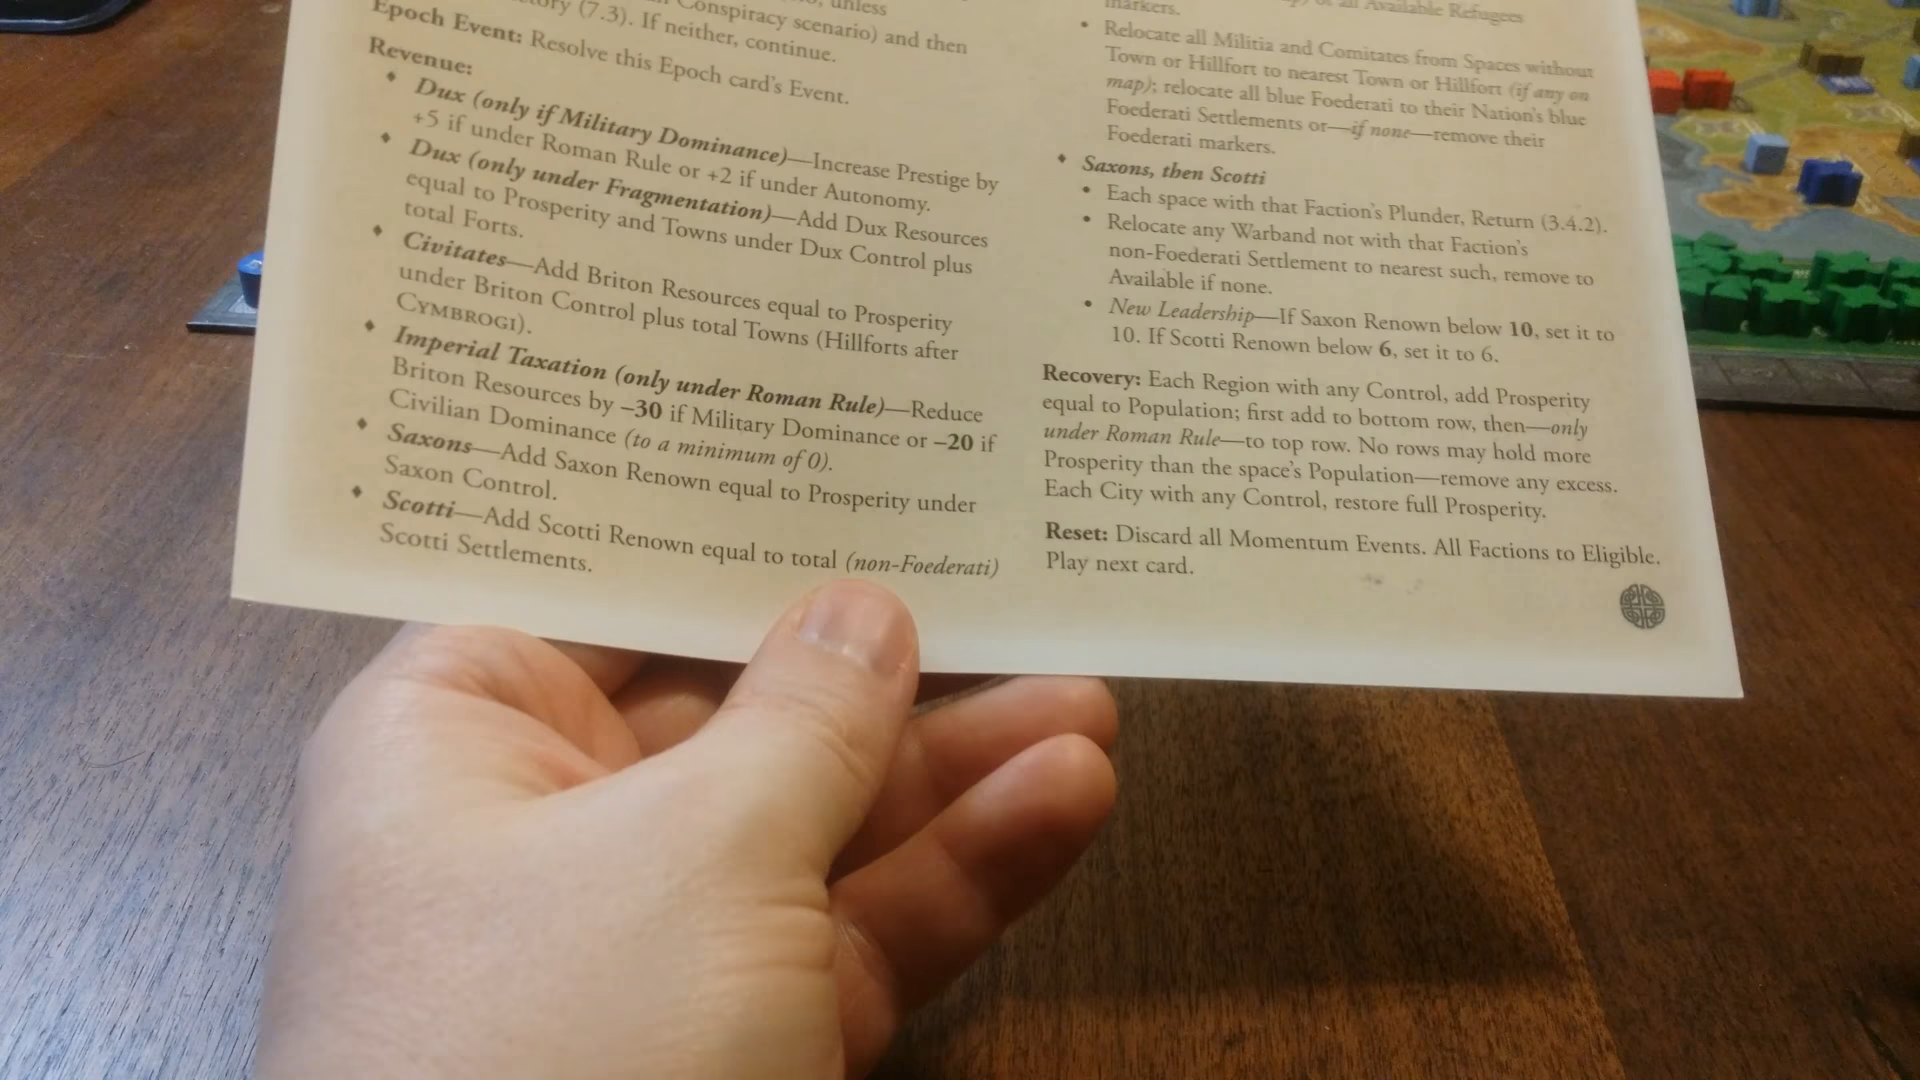 unless
tory (7.3). If neither, continue.
Conspiracy scenario) and then
Epoch Event: Resolve this Epoch card's Event.
Revenue:
Dux (only if Military Dominance)—Increase Prestige by
+5 if under Roman Rule or +2 if under Autonomy.
Dux (only under Fragmentation)—Add Dux Resources
equal to Prosperity and Towns under Dux Control plus
total Forts.
Civitates—Add Briton Resources equal to Prosperity
under Briton Control plus total Towns (Hillforts after
CYMBROGI).
Imperial Taxation (only under Roman Rule)—Reduce
Briton Resources by –30 if Military Dominance or –20 if
Civilian Dominance (to a minimum of 0).
Saxons—Add Saxon Renown equal to Prosperity under
Saxon Control.
Scotti—Add Scotti Renown equal to total (non-Foederati)
Scotti Settlements.
all Available Refugees
markers.
• Relocate all Militia and Comitates from Spaces without
Town or Hillfort to nearest Town or Hillfort (if any on
map); relocate all blue Foederati to their Nation's blue
Foederati Settlements or—if none—remove their
Foederati markers.
Saxons, then Scotti
• Each space with that Faction's Plunder, Return (3.4.2).
• Relocate any Warband not with that Faction's
non-Foederati Settlement to nearest such, remove to
Available if none.
• New Leadership—If Saxon Renown below 10, set it to
10. If Scotti Renown below 6, set it to 6.
Recovery: Each Region with any Control, add Prosperity
equal to Population; first add to bottom row, then—only
under Roman Rule—to top row. No rows may hold more
Prosperity than the space's Population—remove any excess.
Each City with any Control, restore full Prosperity.
Reset: Discard all Momentum Events. All Factions to Eligible.
Play next card.